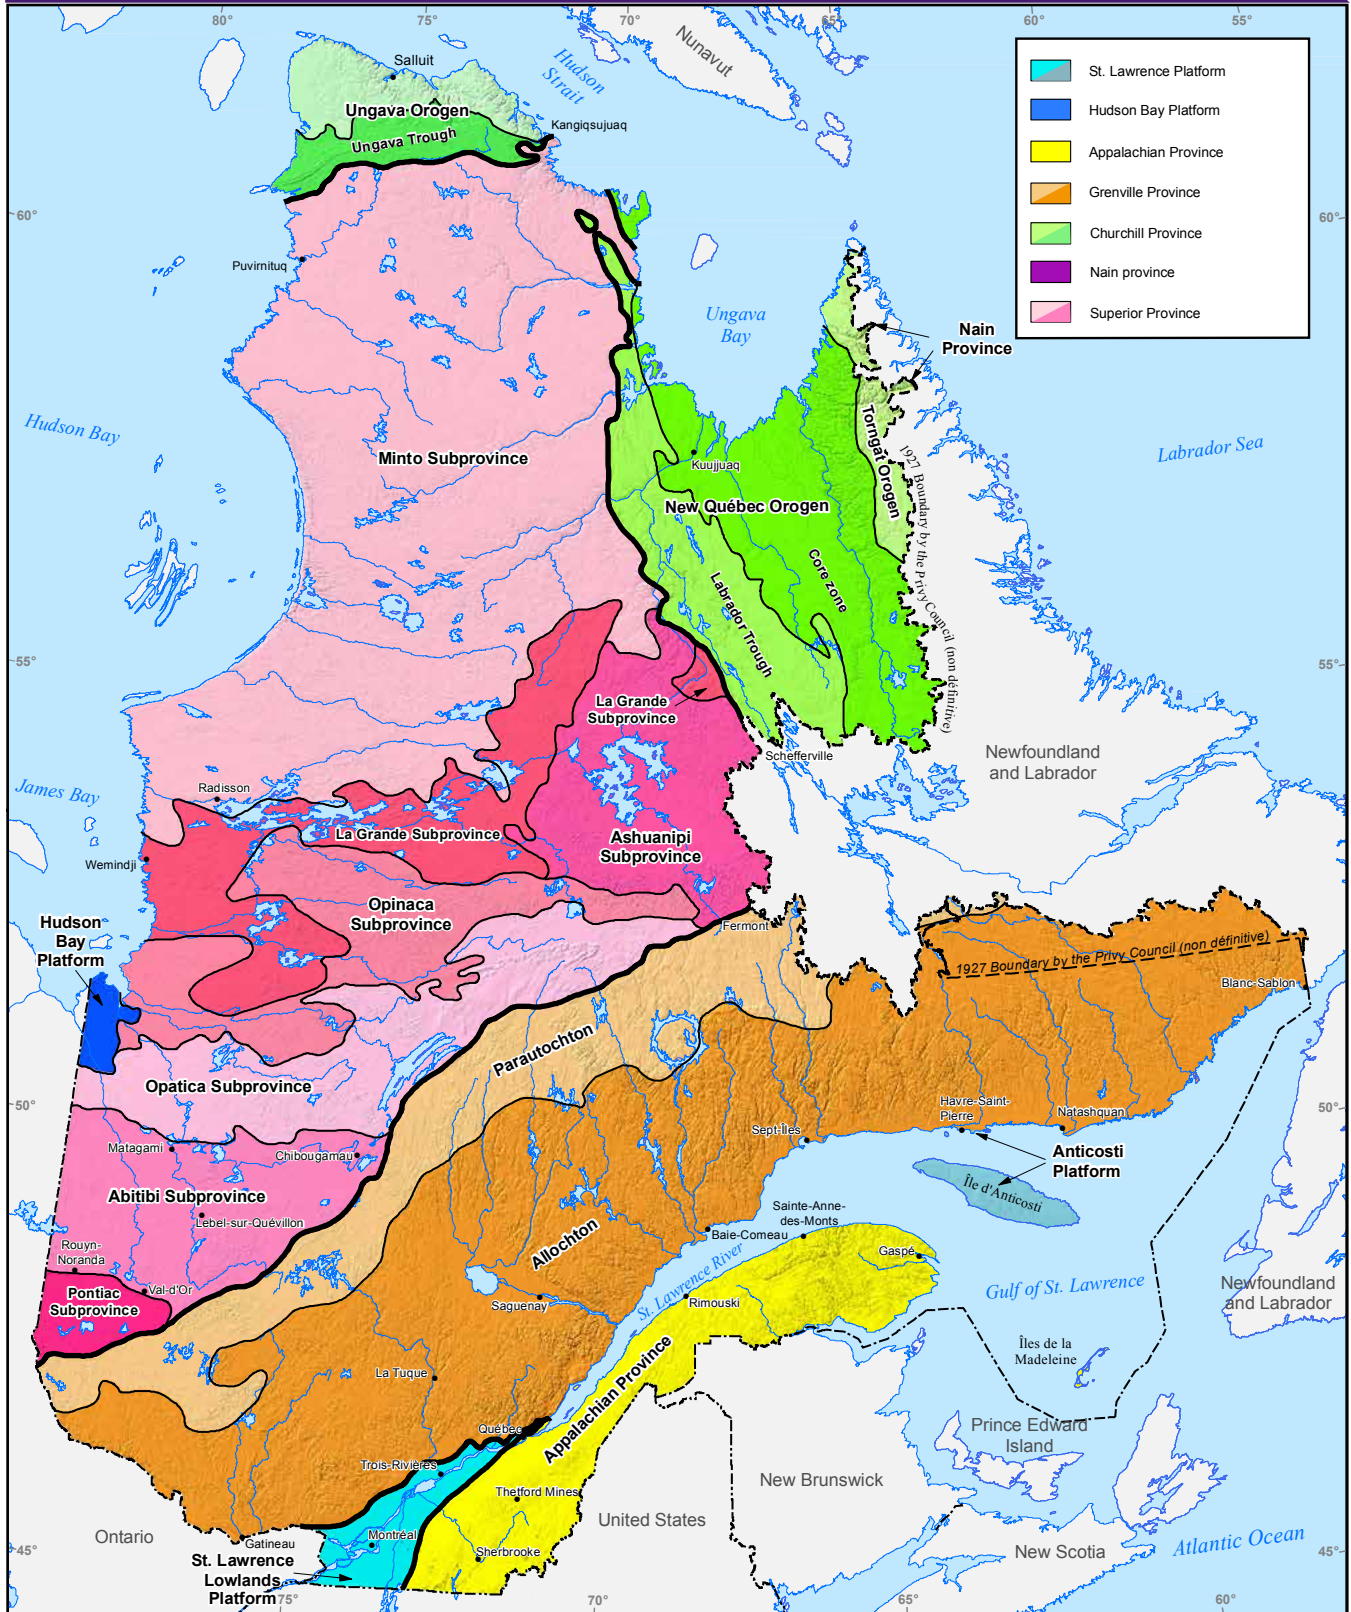 80°
75°
70°
65°
60°
55°
Nunavut
Salluit
Hudson
Strait
Ungava Orogen
Ungava Trough
Kangiqsujuaq
St. Lawrence Platform
Hudson Bay Platform
Appalachian Province
Grenville Province
Churchill Province
Nain province
Superior Province
60°
60°
Puvirnituq
Ungava
Bay
Nain
Province
Hudson Bay
Minto Subprovince
Kuujjuaq
Torngat Orogen
1927 Boundary by the Privy Council (non définitive)
Labrador Sea
New Québec Orogen
Core zone
Labrador Trough
55°
55°
La Grande
Subprovince
Schefferville
Newfoundland
and Labrador
James Bay
Radisson
La Grande Subprovince
Ashuanipi
Subprovince
Wemindji
Opinaca
Subprovince
Hudson
Bay
Platform
Fermont
1927 Boundary by the Privy Council (non définitive)
Blanc-Sablon
Parautochton
Opatica Subprovince
50°
50°
Havre-Saint-
Pierre
Natashquan
Sept-Îles
Matagami
Chibougamau
Anticosti
Platform
Île d'Anticosti
Abitibi Subprovince
Lebel-sur-Quévillon
Sainte-Anne-
des-Monts
Baie-Comeau
Allochton
Gaspé
Rouyn-
Noranda
Val-d'Or
Pontiac
Subprovince
St. Lawrence River
Saguenay
Rimouski
Gulf of St. Lawrence
Newfoundland
and Labrador
Îles de la
Madeleine
La Tuque
Appalachian Province
Québec
Prince Edward
Island
Trois-Rivières
New Brunswick
Thetford Mines
United States
Ontario
Gatineau
Montréal
Sherbrooke
St. Lawrence
Lowlands
Platform
New Scotia
Atlantic Ocean
45°
45°
75°
70°
65°
60°